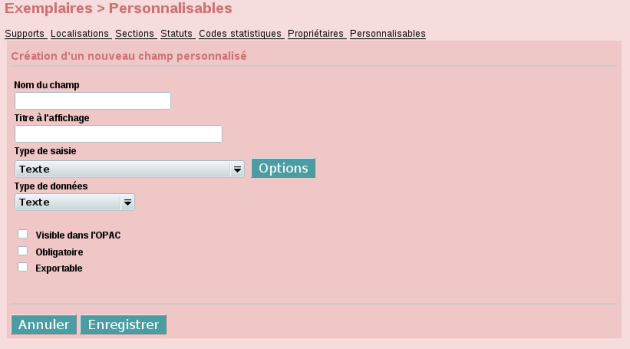 Exemplaires > Personnalisables
Supports Localisations Sections Statuts Codes statistiques Propriétaires Personnalisables
Création d'un nouveau champ personnalisé
Nom du champ
Titre à l'affichage
Type de saisie
Texte Options
Type de données
Texte
Visible dans l'OPAC
Obligatoire
Exportable
Annuler Enregistrer